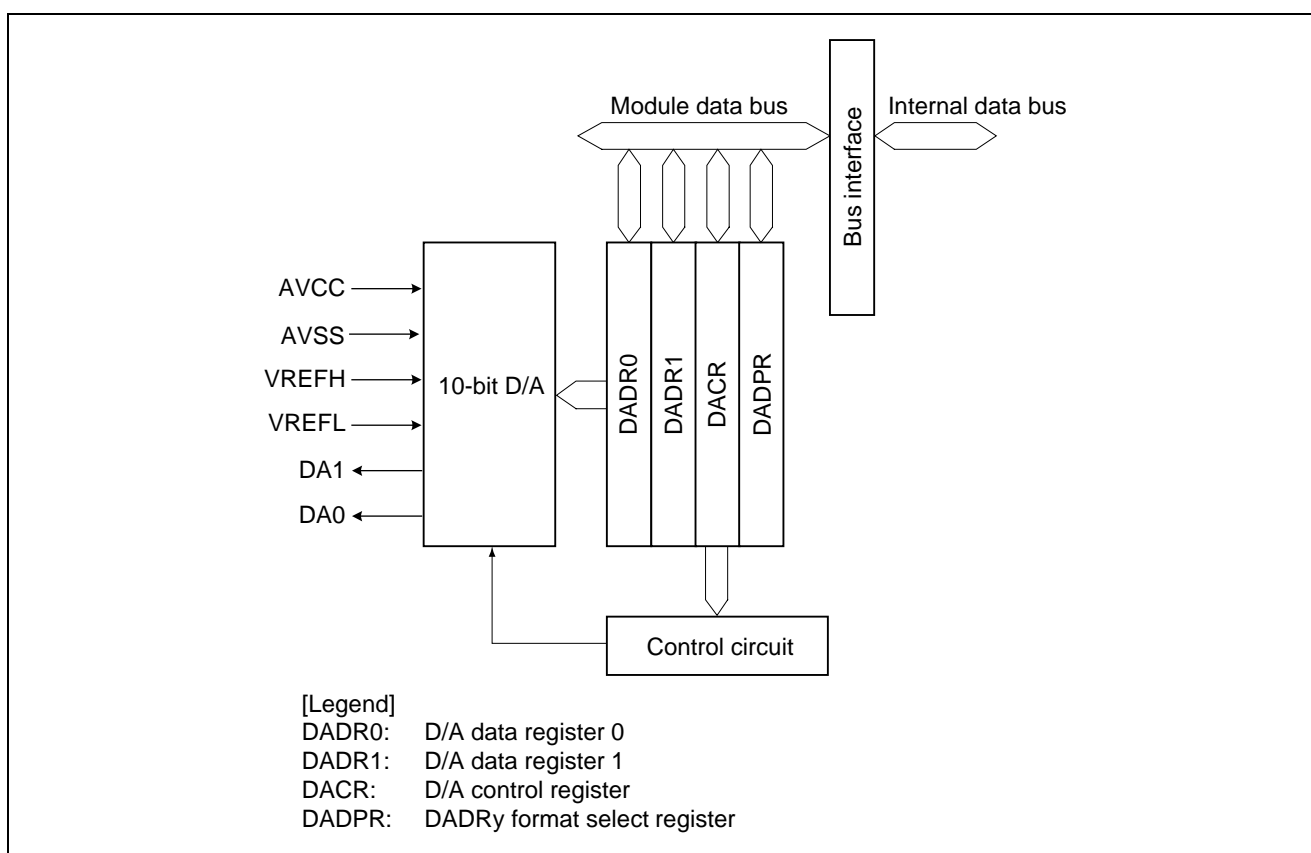 Module data bus
Internal data bus
Bus interface
AVCC
AVSS
VREFH
VREFL
DA1
DA0
10-bit D/A
DADR0
DADR1
DACR
DADPR
Control circuit
[Legend]
DADR0: D/A data register 0
DADR1: D/A data register 1
DACR: D/A control register
DADPR: DADRy format select register